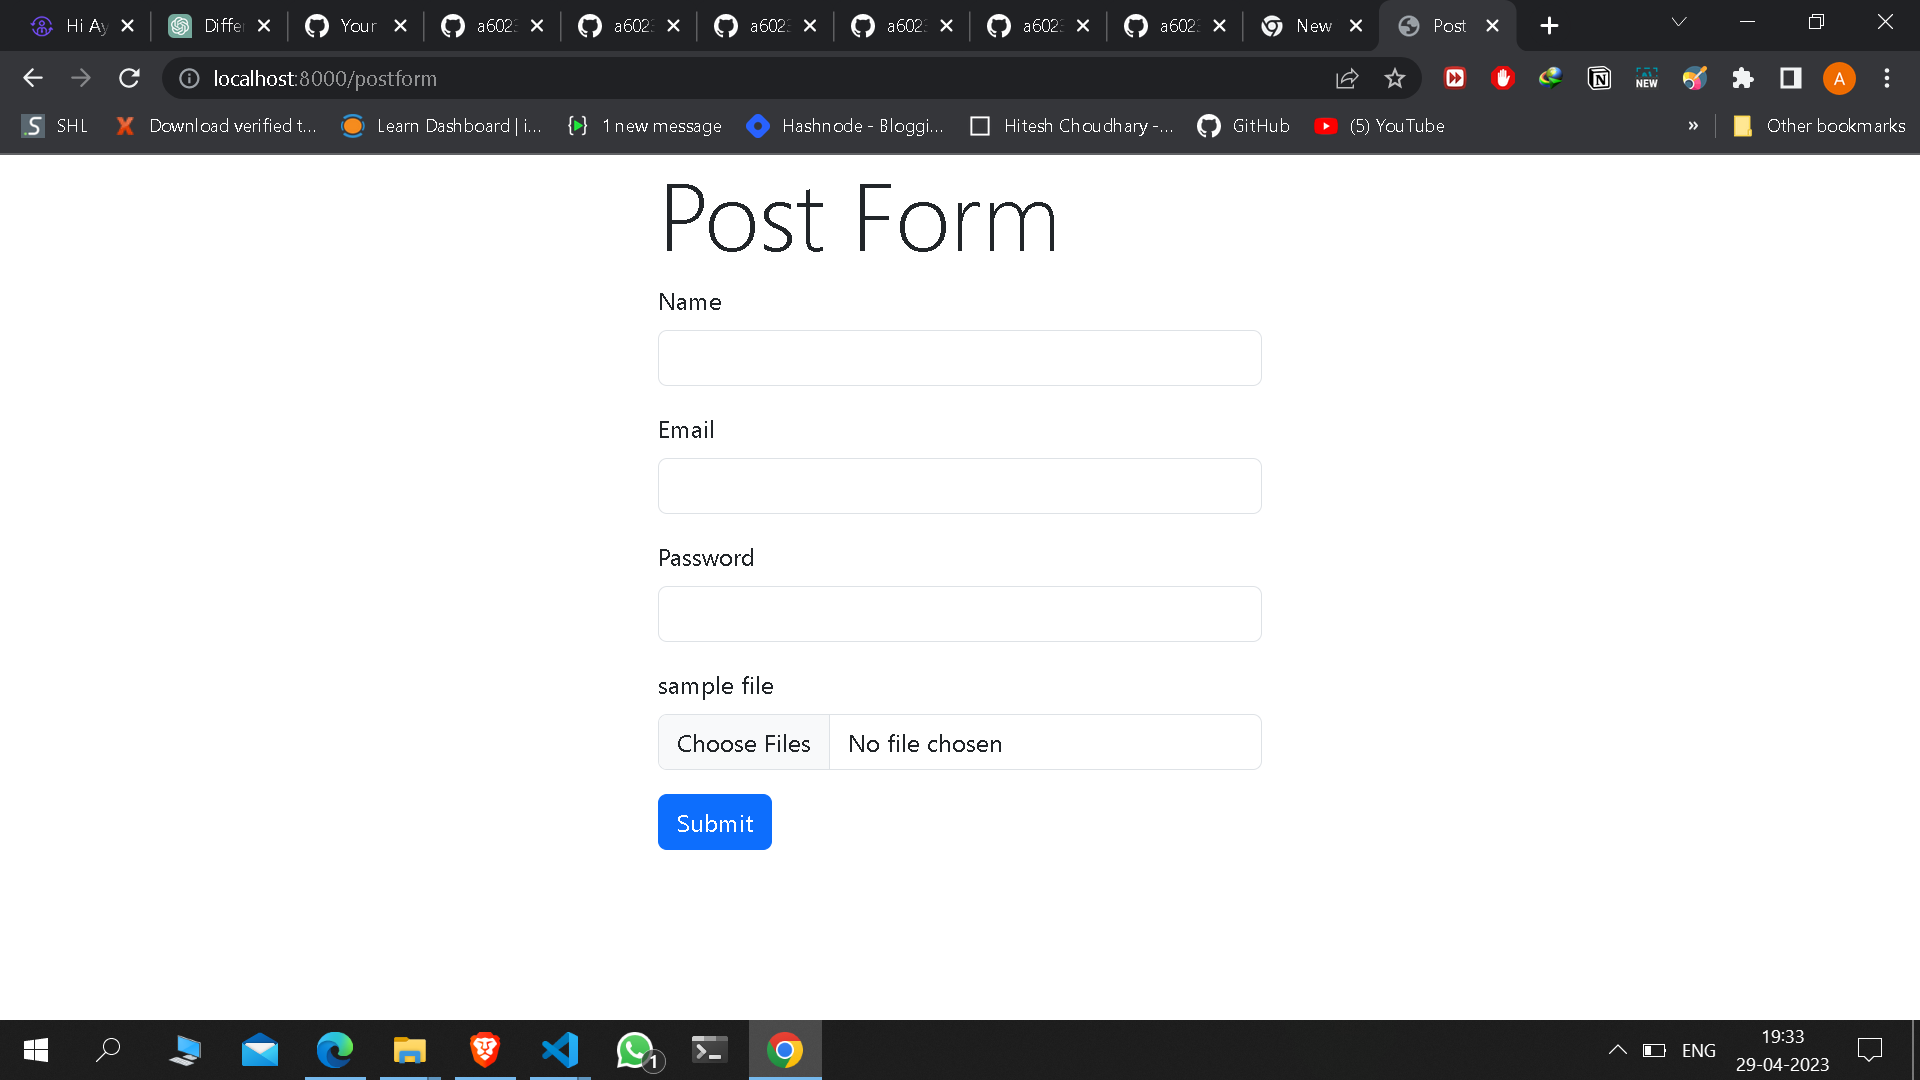 Hi Ay
Differ
Your
a602
a602
a602
a602
a602
a602
New
Post
localhost:8000/postform
NEW
A
SHL
Download verified t...
Learn Dashboard | i...
1 new message
Hashnode - Bloggi...
Hitesh Choudhary -...
GitHub
(5) YouTube
»
Other bookmarks
Post Form
Name
Email
Password
sample file
Choose Files
No file chosen
Submit
1
ENG
19:33
29-04-2023